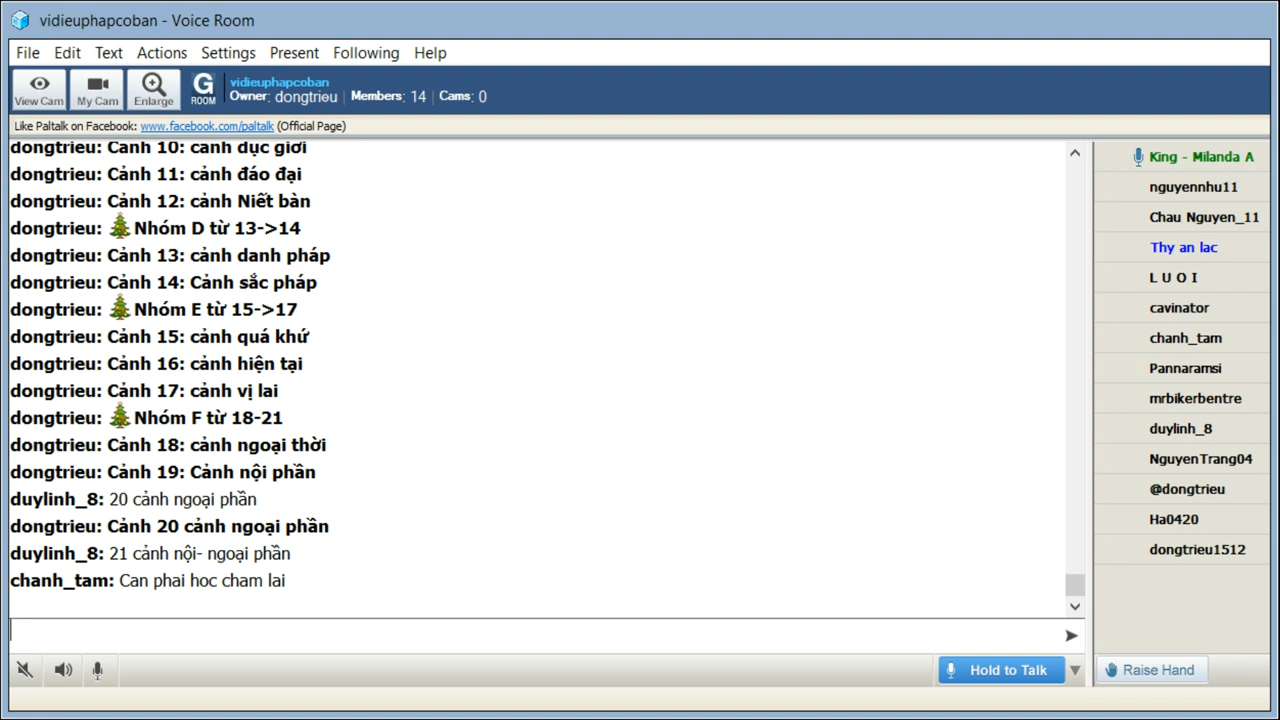 vidieuphapcoban - Voice Room
File Edit Text Actions Settings Present Following Help
View Cam
My Cam
Enlarge
G
ROOM
vidieuphapcoban
Owner: dongtrieu | Members: 14 | Cams: 0
Like Paltalk on Facebook: www.facebook.com/paltalk (Official Page)
dongtrieu: Cảnh 10: cảnh dục giới
dongtrieu: Cảnh 11: cảnh đáo đại
dongtrieu: Cảnh 12: cảnh Niết bàn
dongtrieu: 🎄Nhóm D từ 13->14
dongtrieu: Cảnh 13: cảnh danh pháp
dongtrieu: Cảnh 14: Cảnh sắc pháp
dongtrieu: 🎄Nhóm E từ 15->17
dongtrieu: Cảnh 15: cảnh quá khứ
dongtrieu: Cảnh 16: cảnh hiện tại
dongtrieu: Cảnh 17: cảnh vị lai
dongtrieu: 🎄Nhóm F từ 18-21
dongtrieu: Cảnh 18: cảnh ngoại thời
dongtrieu: Cảnh 19: Cảnh nội phần
duylinh_8: 20 cảnh ngoại phần
dongtrieu: Cảnh 20 cảnh ngoại phần
duylinh_8: 21 cảnh nội- ngoại phần
chanh_tam: Can phai hoc cham lai
King - Milanda A
nguyennhu11
Chau Nguyen_11
Thy an lac
L U O I
cavinator
chanh_tam
Pannaramsi
mrbikerbentre
duylinh_8
NguyenTrang04
@dongtrieu
Ha0420
dongtrieu1512
Hold to Talk
Raise Hand